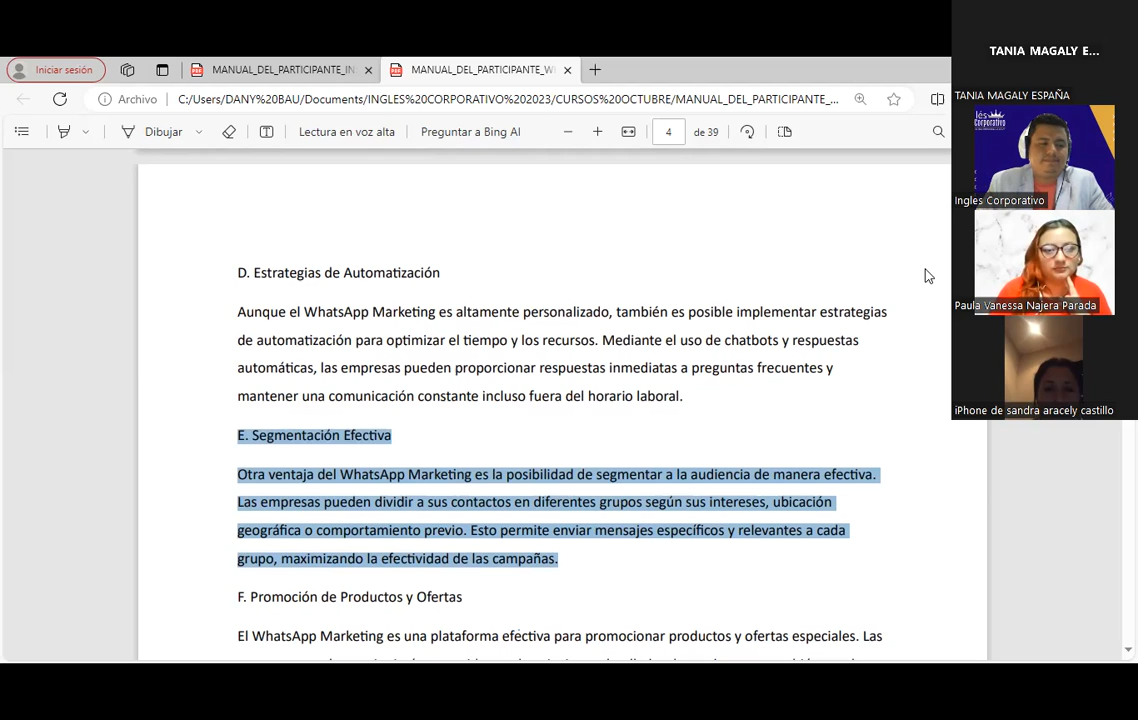 TANIA MAGALY E...
Iniciar sesión
MANUAL_DEL_PARTICIPANTE_IN
MANUAL_DEL_PARTICIPANTE_W
Archivo
C:/Users/DANY%20BAU/Documents/INGLES%20CORPORATIVO%202023/CURSOS%20OCTUBRE/MANUAL_DEL_PARTICIPANTE_...
TANIA MAGALY ESPAÑA
Dibujar
Lectura en voz alta
Preguntar a Bing AI
4
de 39
lés
Corporativo
Ingles Corporativo
Paula Vanessa Najera Parada
iPhone de sandra aracely castillo
D. Estrategias de Automatización
Aunque el WhatsApp Marketing es altamente personalizado, también es posible implementar estrategias
de automatización para optimizar el tiempo y los recursos. Mediante el uso de chatbots y respuestas
automáticas, las empresas pueden proporcionar respuestas inmediatas a preguntas frecuentes y
mantener una comunicación constante incluso fuera del horario laboral.
E. Segmentación Efectiva
Otra ventaja del WhatsApp Marketing es la posibilidad de segmentar a la audiencia de manera efectiva.
Las empresas pueden dividir a sus contactos en diferentes grupos según sus intereses, ubicación
geográfica o comportamiento previo. Esto permite enviar mensajes específicos y relevantes a cada
grupo, maximizando la efectividad de las campañas.
F. Promoción de Productos y Ofertas
El WhatsApp Marketing es una plataforma efectiva para promocionar productos y ofertas especiales. Las